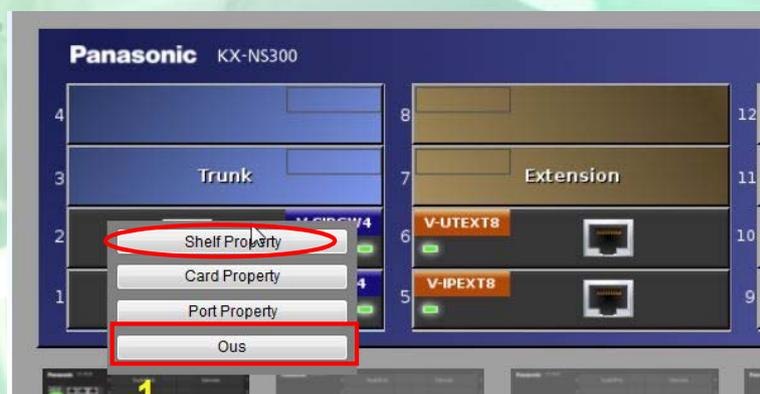 Panasonic KX-NS300
4
8
12
3 Trunk
7 Extension
11
2
6 V-UTEXT8
10
Shelf Property
Card Property
1
4
5 V-IPEXT8
9
Port Property
Ous
1